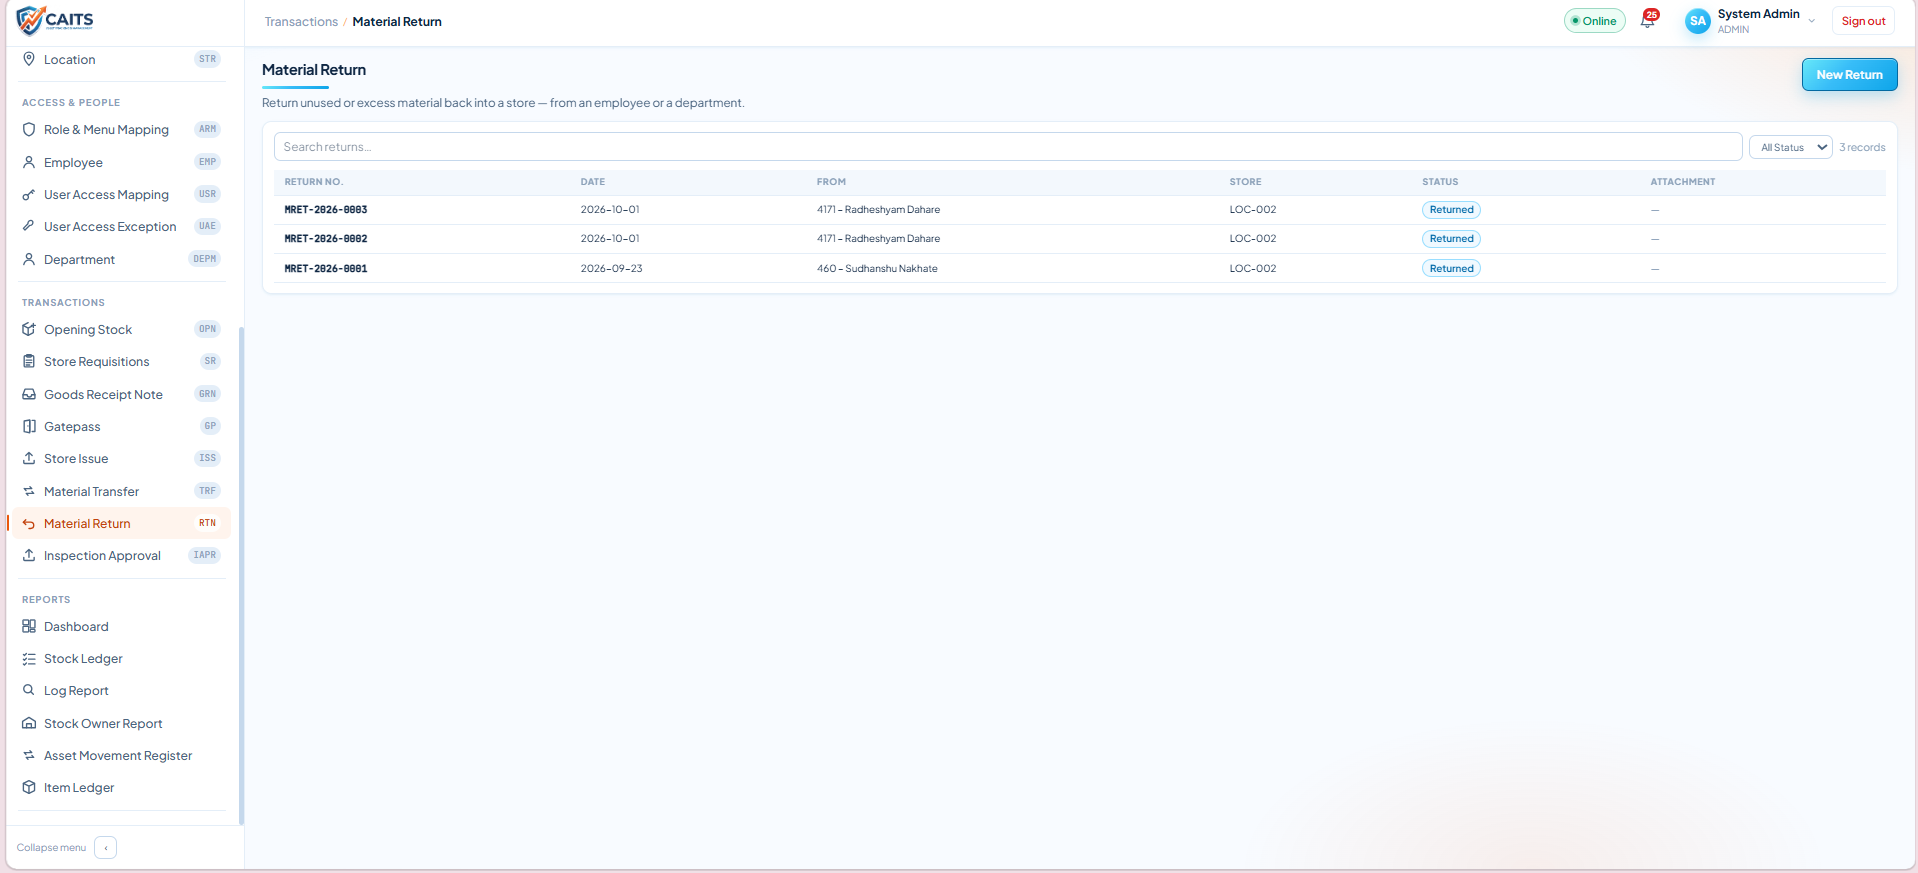 CAITS
Transactions / Material Return
Online
25
SA
System Admin
ADMIN
Sign out
Location STR
ACCESS & PEOPLE
Role & Menu Mapping ARM
Employee EMP
User Access Mapping USR
User Access Exception UAE
Department DEPM
TRANSACTIONS
Opening Stock OPN
Store Requisitions SR
Goods Receipt Note GRN
Gatepass GP
Store Issue ISS
Material Transfer TRF
Material Return RTN
Inspection Approval IAPR
REPORTS
Dashboard
Stock Ledger
Log Report
Stock Owner Report
Asset Movement Register
Item Ledger
Collapse menu
Material Return
New Return
Return unused or excess material back into a store — from an employee or a department.
Search returns...
All Status
3 records
RETURN NO. DATE FROM STORE STATUS ATTACHMENT
MRET-2026-0003 2026-10-01 4171 - Radheshyam Dahare LOC-002 Returned —
MRET-2026-0002 2026-10-01 4171 - Radheshyam Dahare LOC-002 Returned —
MRET-2026-0001 2026-09-23 460 - Sudhanshu Nakhate LOC-002 Returned —